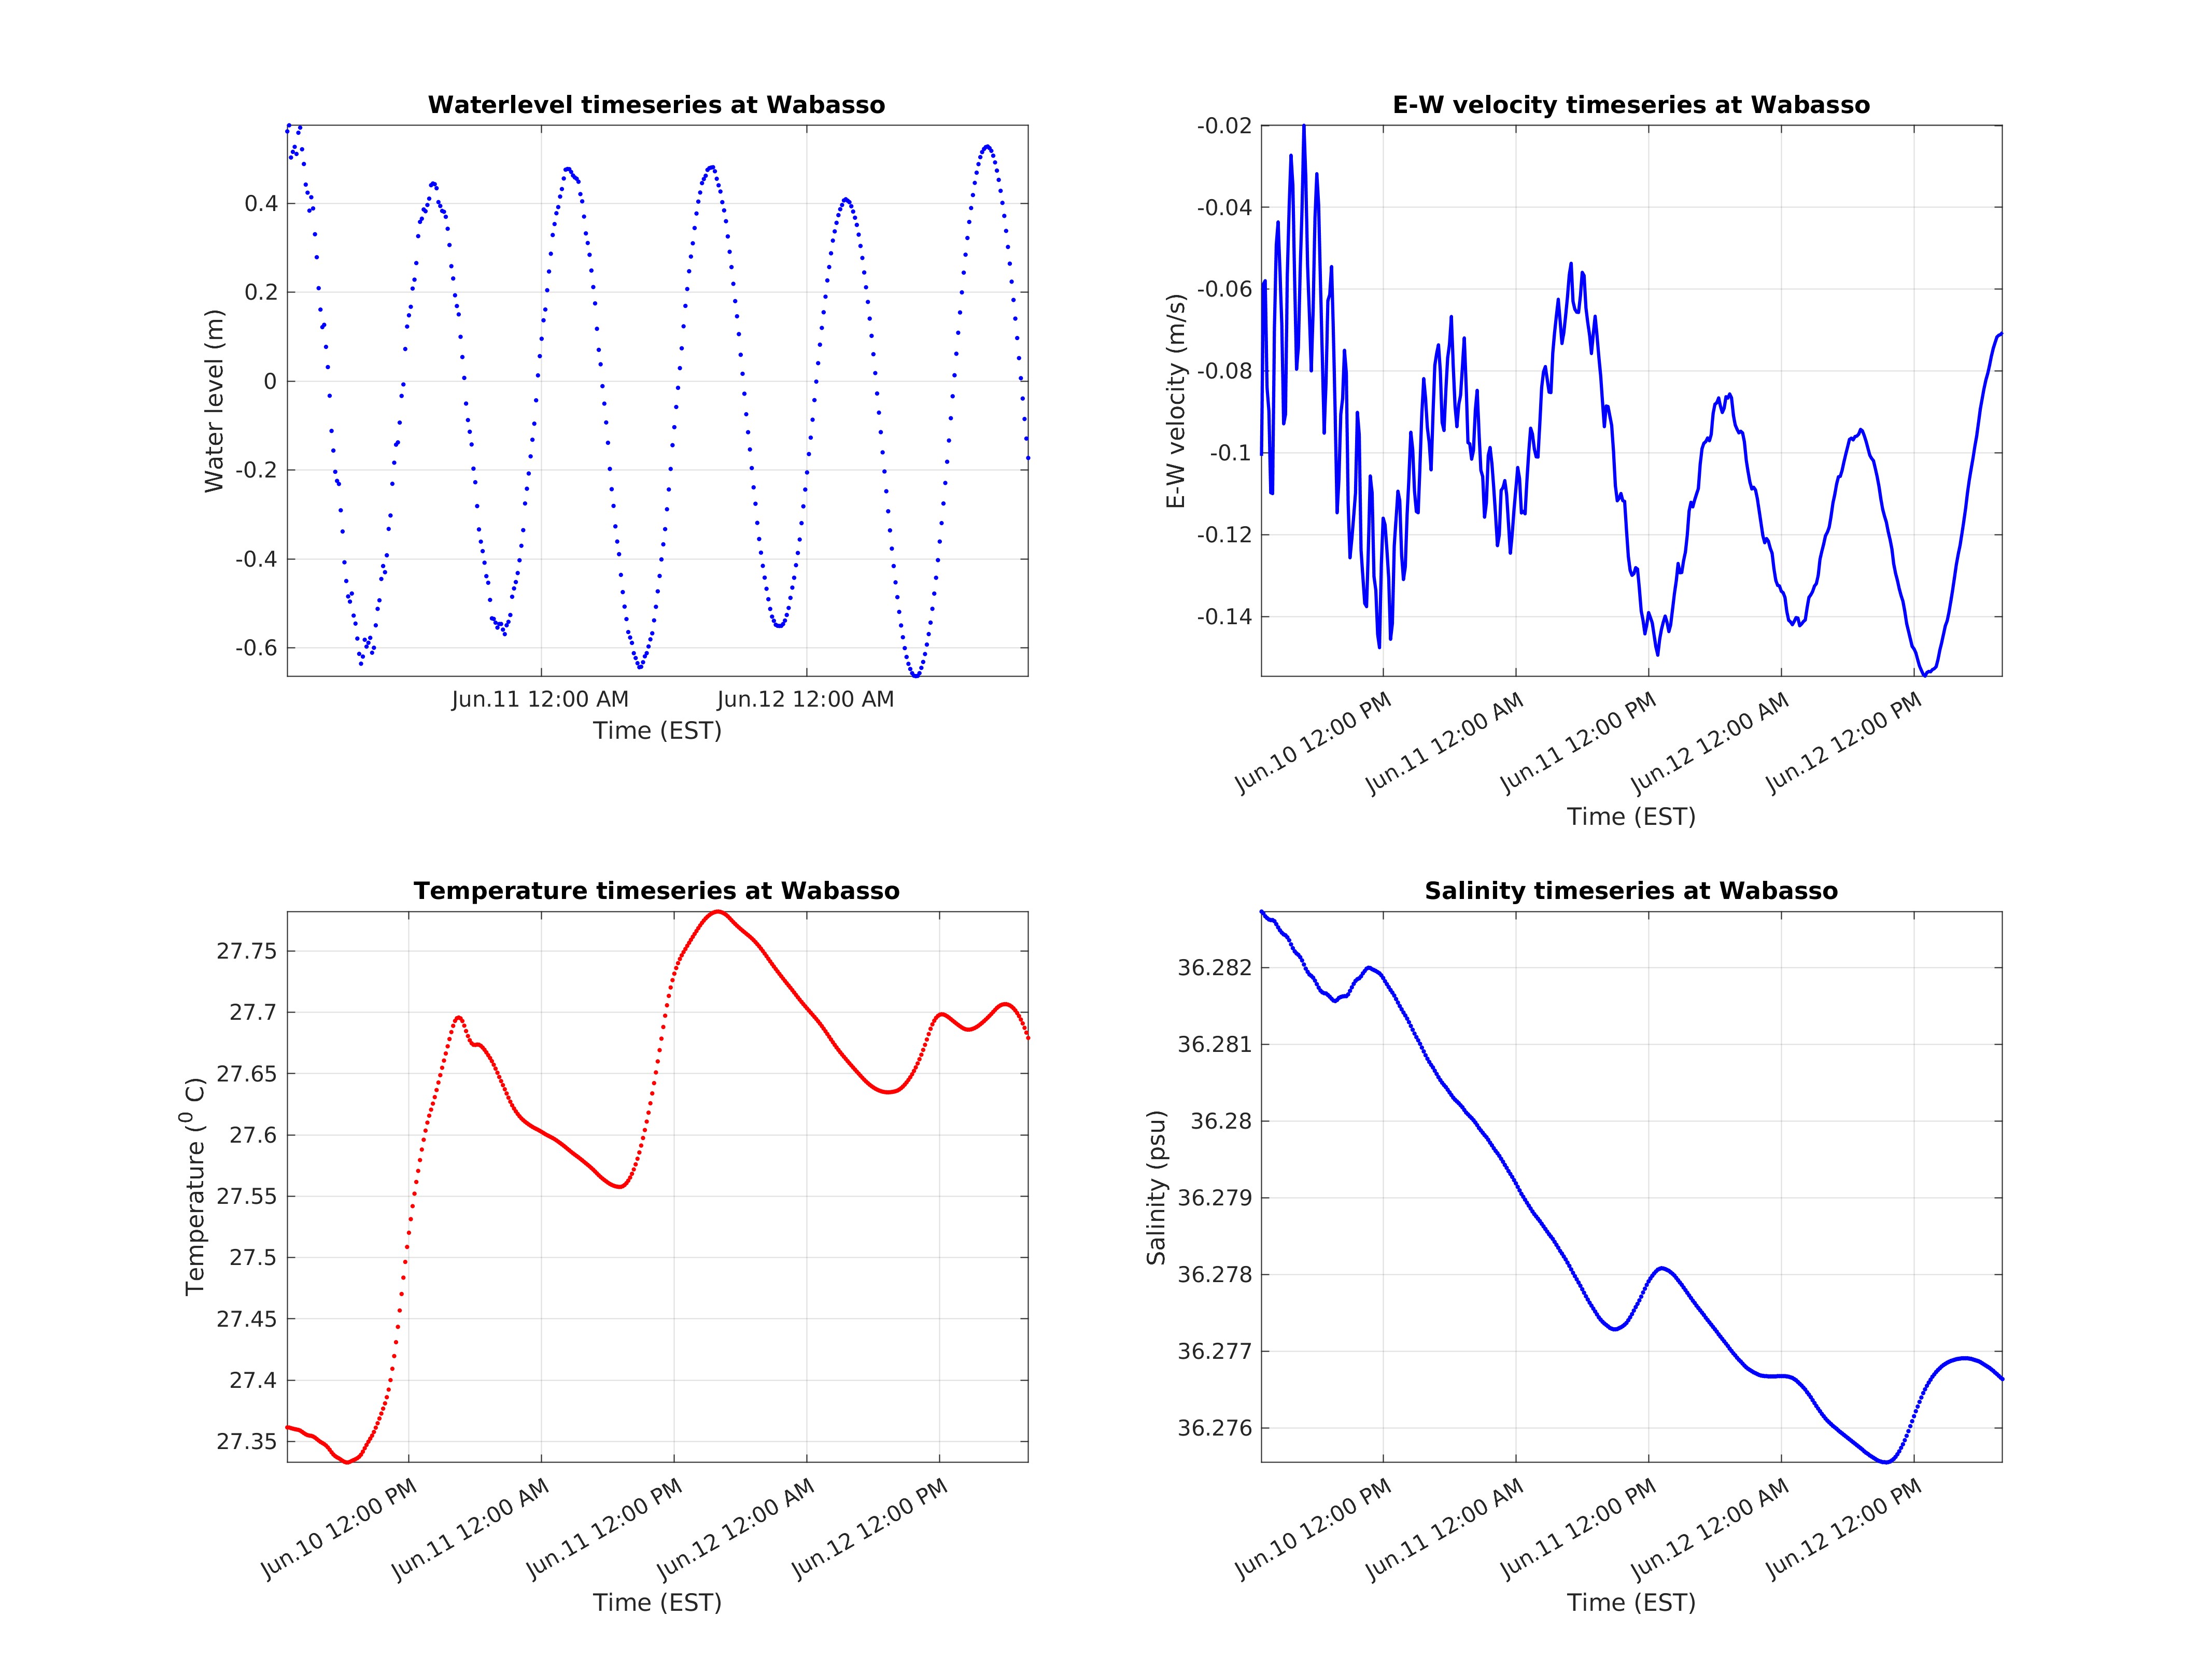 Waterlevel timeseries at Wabasso
Water level (m)
0.4
0.2
0
-0.2
-0.4
-0.6
Jun.11 12:00 AM
Jun.12 12:00 AM
Time (EST)
E-W velocity timeseries at Wabasso
E-W velocity (m/s)
-0.02
-0.04
-0.06
-0.08
-0.1
-0.12
-0.14
Jun.10 12:00 PM
Jun.11 12:00 AM
Jun.11 12:00 PM
Jun.12 12:00 AM
Jun.12 12:00 PM
Time (EST)
Temperature timeseries at Wabasso
Temperature (⁰ C)
27.75
27.7
27.65
27.6
27.55
27.5
27.45
27.4
27.35
Jun.10 12:00 PM
Jun.11 12:00 AM
Jun.11 12:00 PM
Jun.12 12:00 AM
Jun.12 12:00 PM
Time (EST)
Salinity timeseries at Wabasso
Salinity (psu)
36.282
36.281
36.28
36.279
36.278
36.277
36.276
Jun.10 12:00 PM
Jun.11 12:00 AM
Jun.11 12:00 PM
Jun.12 12:00 AM
Jun.12 12:00 PM
Time (EST)